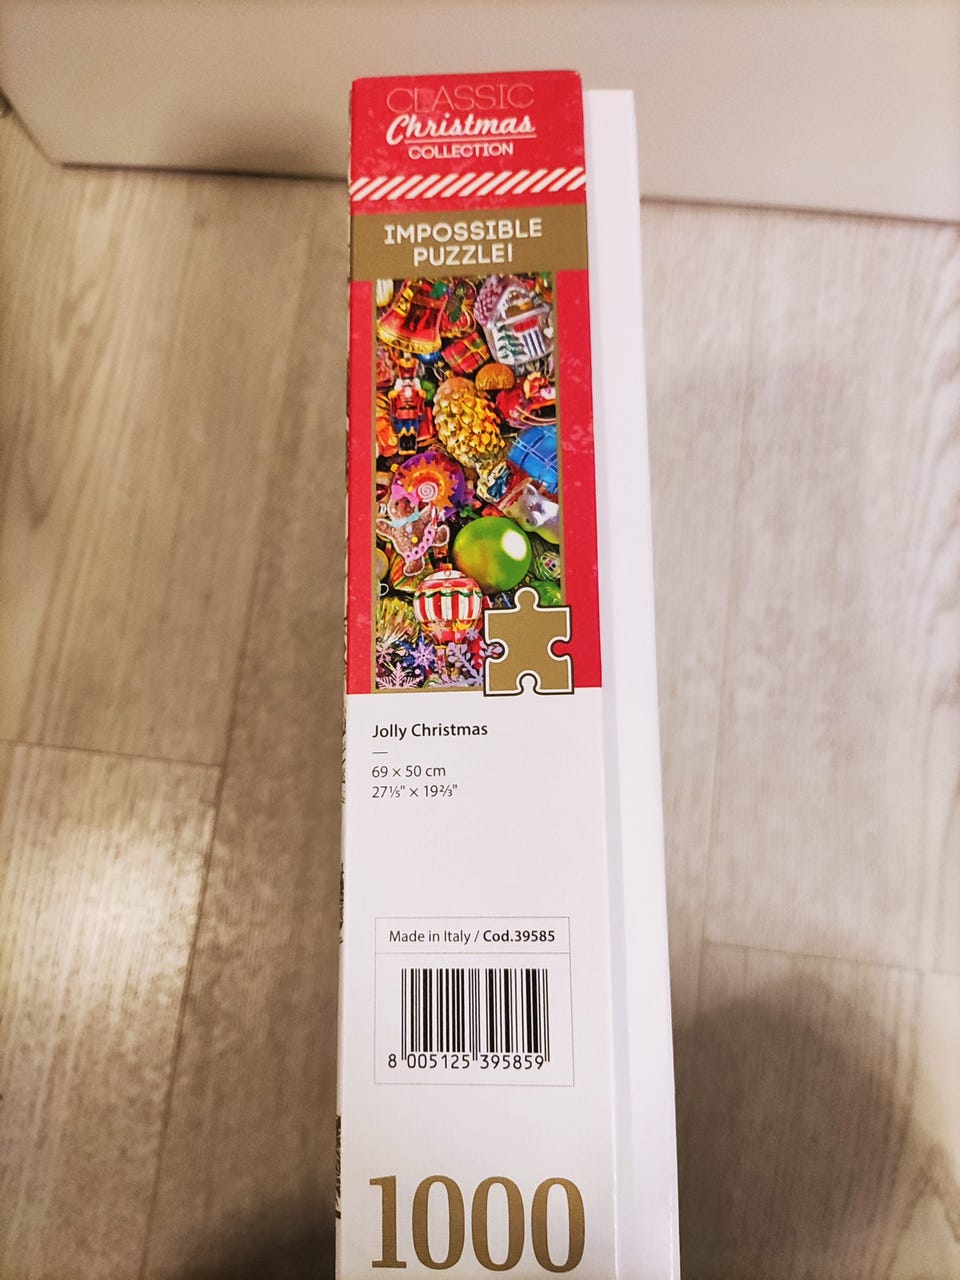 CLASSIC
Christmas
COLLECTION
IMPOSSIBLE
PUZZLE!
Jolly Christmas
69 × 50 cm
27⅕" × 19⅔"
Made in Italy / Cod.39585
8 005125 395859
1000